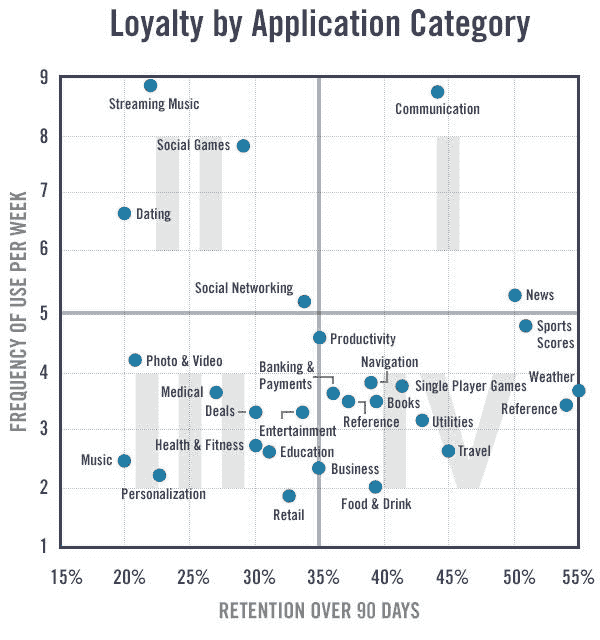 Loyalty by Application Category
FREQUENCY OF USE PER WEEK
9
8
7
6
5
4
3
2
1
Streaming Music
Communication
Social Games
II
I
Dating
Social Networking
News
Sports
Scores
Productivity
Photo & Video
Banking &
Payments
Navigation
Weather
Medical
Single Player Games
Deals
Entertainment
Reference
Books
Reference
III
IV
Utilities
Health & Fitness
Education
Travel
Music
Business
Personalization
Retail
Food & Drink
15%
20%
25%
30%
35%
40%
45%
50%
55%
RETENTION OVER 90 DAYS